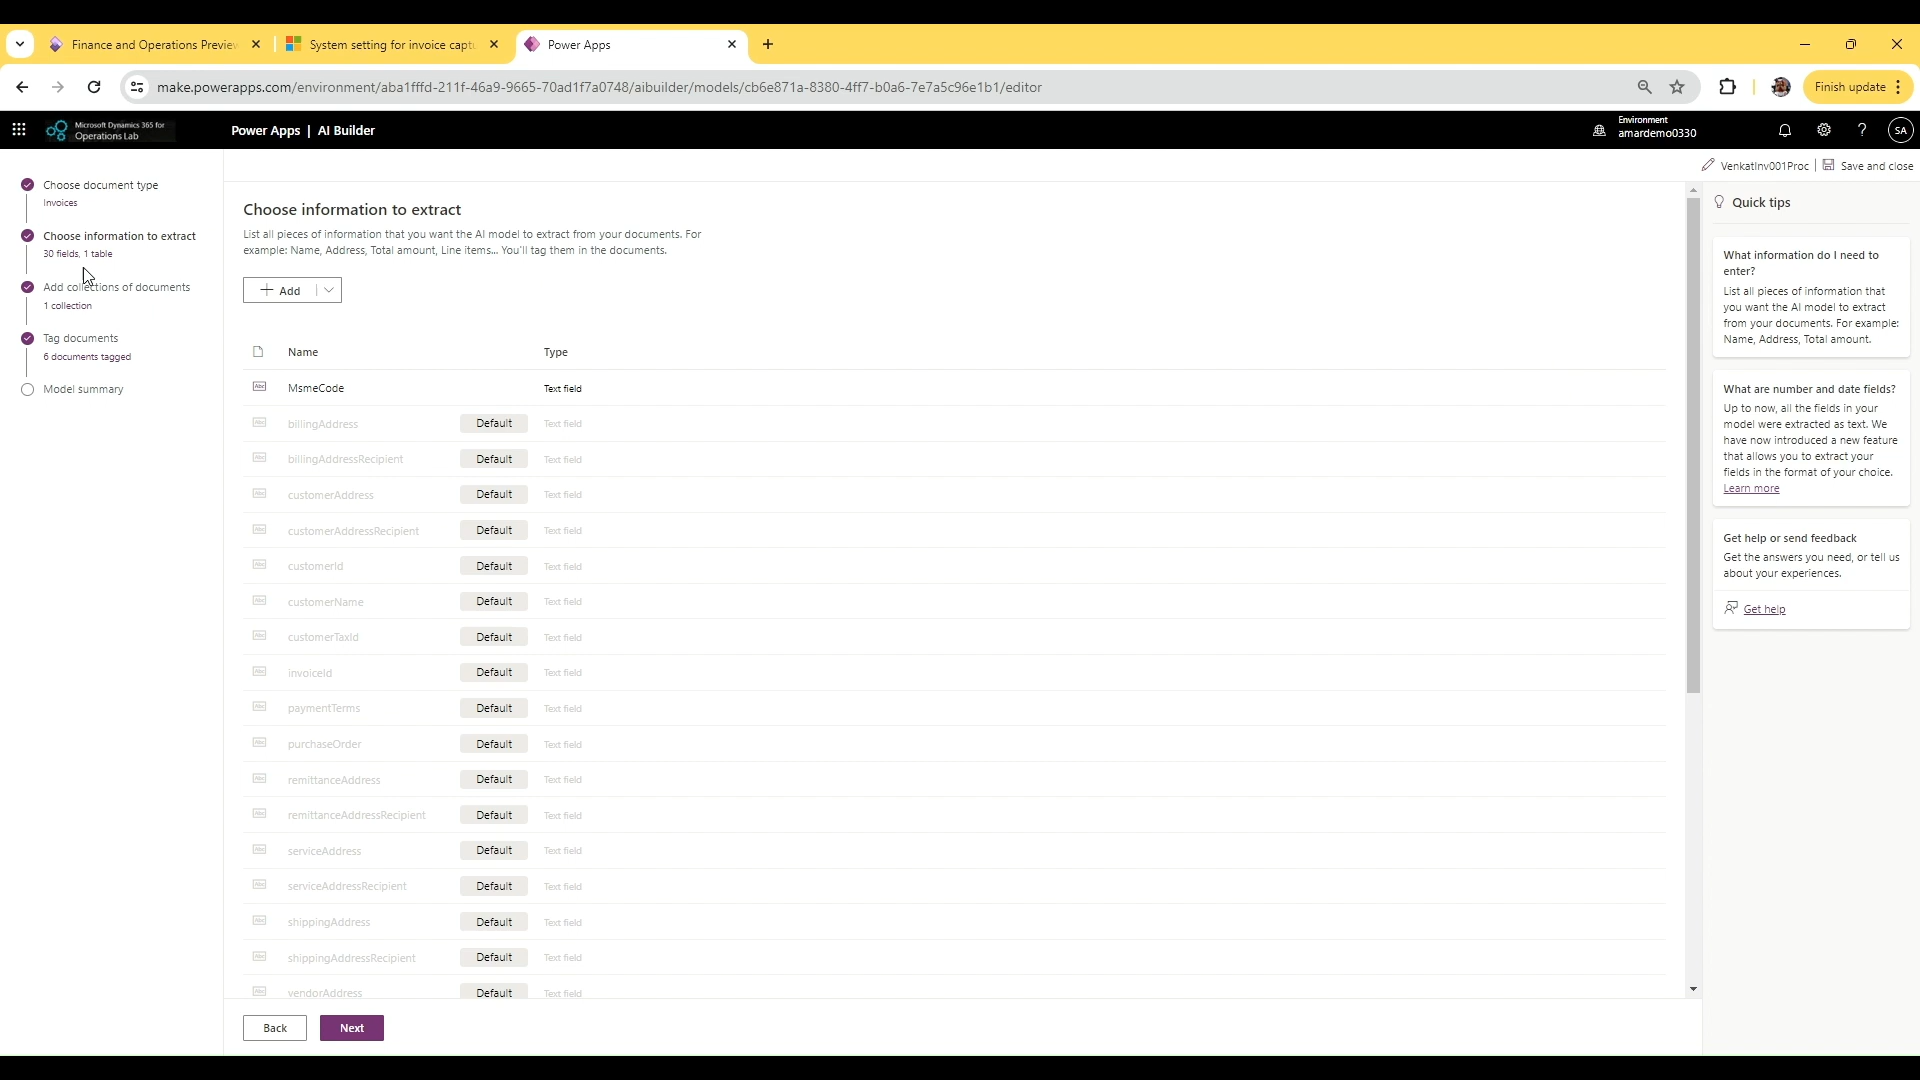 Finance and Operations Preview
System setting for invoice captu
Power Apps
make.powerapps.com/environment/aba1fffd-211f-46a9-9665-70ad1f7a0748/aibuilder/models/cb6e871a-8380-4ff7-b0a6-7e7a5c96e1b1/editor
Finish update
Microsoft Dynamics 365 for
Operations Lab
Power Apps | AI Builder
Environment
amardemo0330
SA
VenkatInv001Proc
Save and close
Choose document type
Invoices
Choose information to extract
30 fields, 1 table
Add collections of documents
1 collection
Tag documents
6 documents tagged
Model summary
Choose information to extract
List all pieces of information that you want the AI model to extract from your documents. For
example: Name, Address, Total amount, Line items... You'll tag them in the documents.
Add
Name Type
MsmeCode Text field
billingAddress Default Text field
billingAddressRecipient Default Text field
customerAddress Default Text field
customerAddressRecipient Default Text field
customerId Default Text field
customerName Default Text field
customerTaxId Default Text field
invoiceId Default Text field
paymentTerms Default Text field
purchaseOrder Default Text field
remittanceAddress Default Text field
remittanceAddressRecipient Default Text field
serviceAddress Default Text field
serviceAddressRecipient Default Text field
shippingAddress Default Text field
shippingAddressRecipient Default Text field
vendorAddress Default Text field
Back
Next
Quick tips
What information do I need to
enter?
List all pieces of information that
you want the AI model to extract
from your documents. For example:
Name, Address, Total amount.
What are number and date fields?
Up to now, all the fields in your
model were extracted as text. We
have now introduced a new feature
that allows you to extract your
fields in the format of your choice.
Learn more
Get help or send feedback
Get the answers you need, or tell us
about your experiences.
Get help